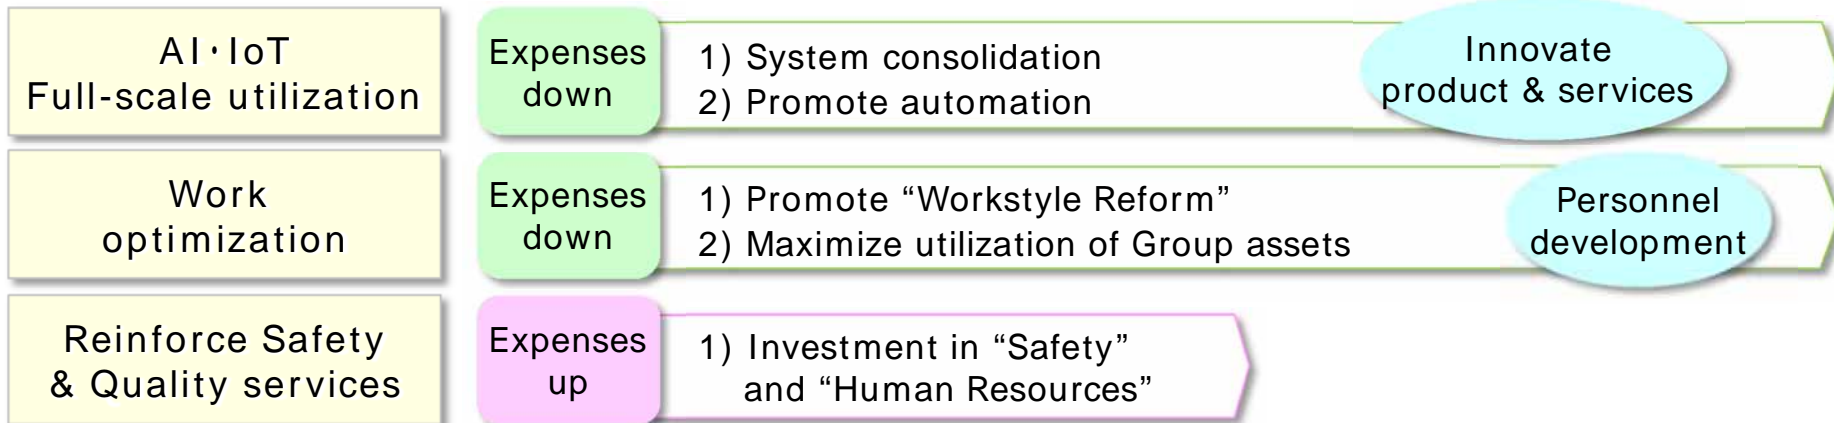 AI・IoT
Full-scale utilization
Expenses
down
1) System consolidation
2) Promote automation
Innovate
product & services
Work
optimization
Expenses
down
1) Promote “Workstyle Reform”
2) Maximize utilization of Group assets
Personnel
development
Reinforce Safety
& Quality services
Expenses
up
1) Investment in “Safety”
and “Human Resources”